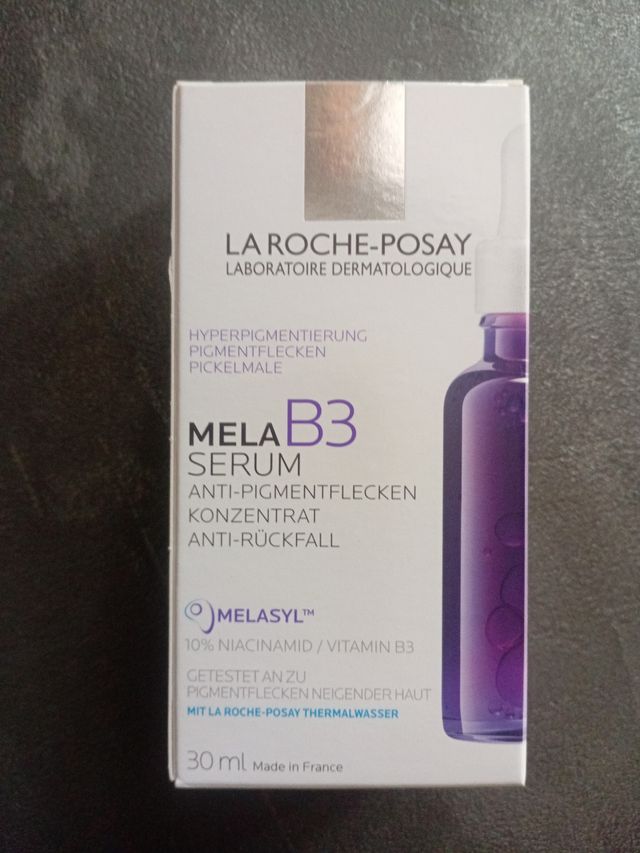 LA ROCHE-POSAY
LABORATOIRE DERMATOLOGIQUE
HYPERPIGMENTIERUNG
PIGMENTFLECKEN
PICKELMALE
MELA B3
SERUM
ANTI-PIGMENTFLECKEN
KONZENTRAT
ANTI-RÜCKFALL
MELASYL™
10% NIACINAMID / VITAMIN B3
GETESTET AN ZU
PIGMENTFLECKEN NEIGENDER HAUT
MIT LA ROCHE-POSAY THERMALWASSER
30 ml Made in France